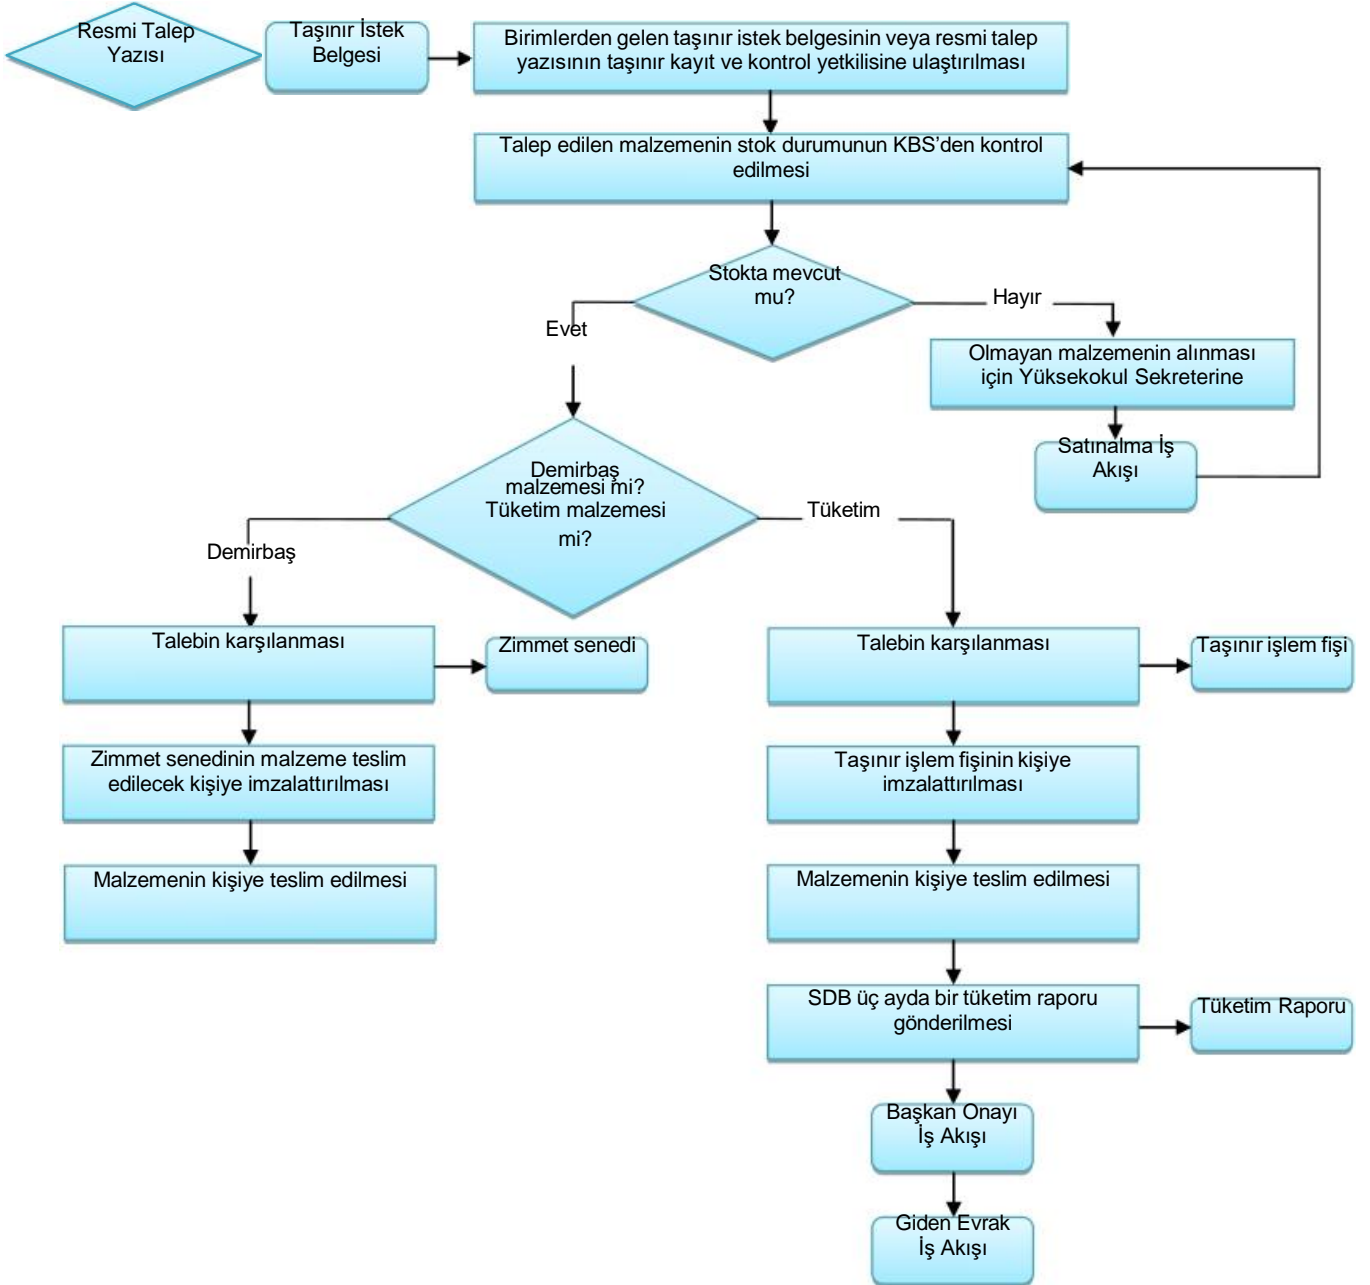 Resmi Talep
Yazısı
Taşınır İstek
Belgesi
Birimlerden gelen taşınır istek belgesinin veya resmi talep
yazısının taşınır kayıt ve kontrol yetkilisine ulaştırılması
Talep edilen malzemenin stok durumunun KBS’den kontrol
edilmesi
Stokta mevcut
mu?
Hayır
Evet
Olmayan malzemenin alınması
için Yüksekokul Sekreterine
Satınalma İş
Akışı
Demirbaş
malzemesi mi?
Tüketim malzemesi
mi?
Tüketim
Demirbaş
Talebin karşılanması
Zimmet senedi
Talebin karşılanması
Taşınır işlem fişi
Zimmet senedinin malzeme teslim
edilecek kişiye imzalattırılması
Taşınır işlem fişinin kişiye
imzalattırılması
Malzemenin kişiye teslim edilmesi
Malzemenin kişiye teslim edilmesi
SDB üç ayda bir tüketim raporu
gönderilmesi
Tüketim Raporu
Başkan Onayı
İş Akışı
Giden Evrak
İş Akışı